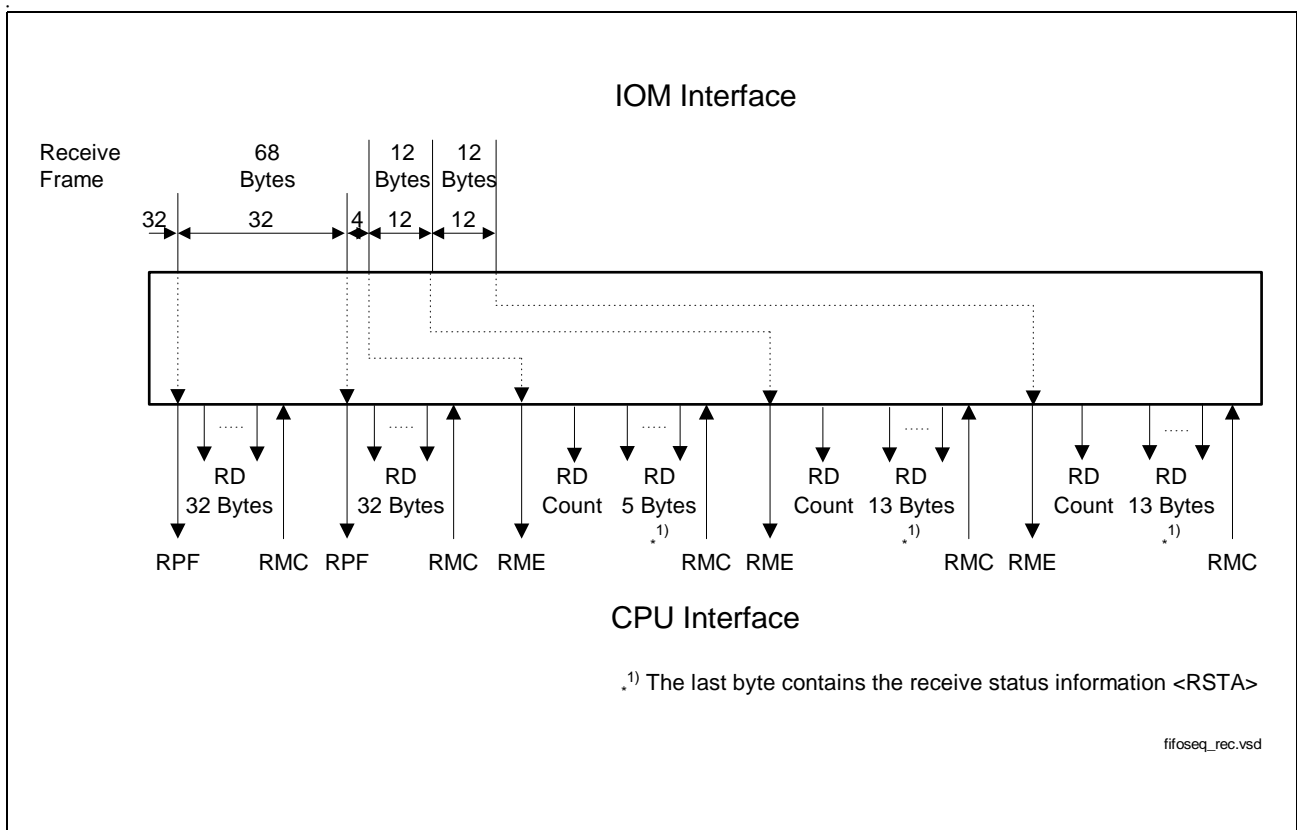 .
IOM Interface
Receive Frame
68 Bytes
12 Bytes
12 Bytes
32 32 4 12 12
..... ..... ..... ..... .....
RD RD RD RD RD RD RD RD
32 Bytes 32 Bytes Count 5 Bytes Count 13 Bytes Count 13 Bytes
*1) *1) *1)
RPF RMC RPF RMC RME RMC RME RMC RME RMC
CPU Interface
*1) The last byte contains the receive status information <RSTA>
fifoseq_rec.vsd